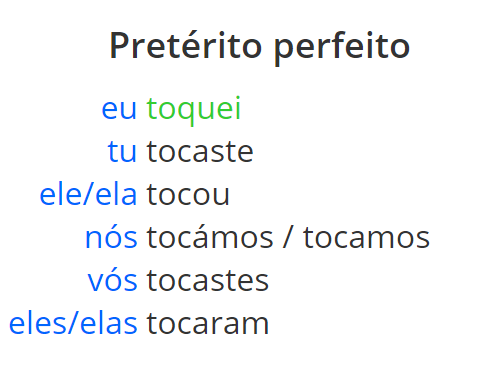 Pretérito perfeito
eu toquei
tu tocaste
ele/ela tocou
nós tocámos / tocamos
vós tocastes
eles/elas tocaram